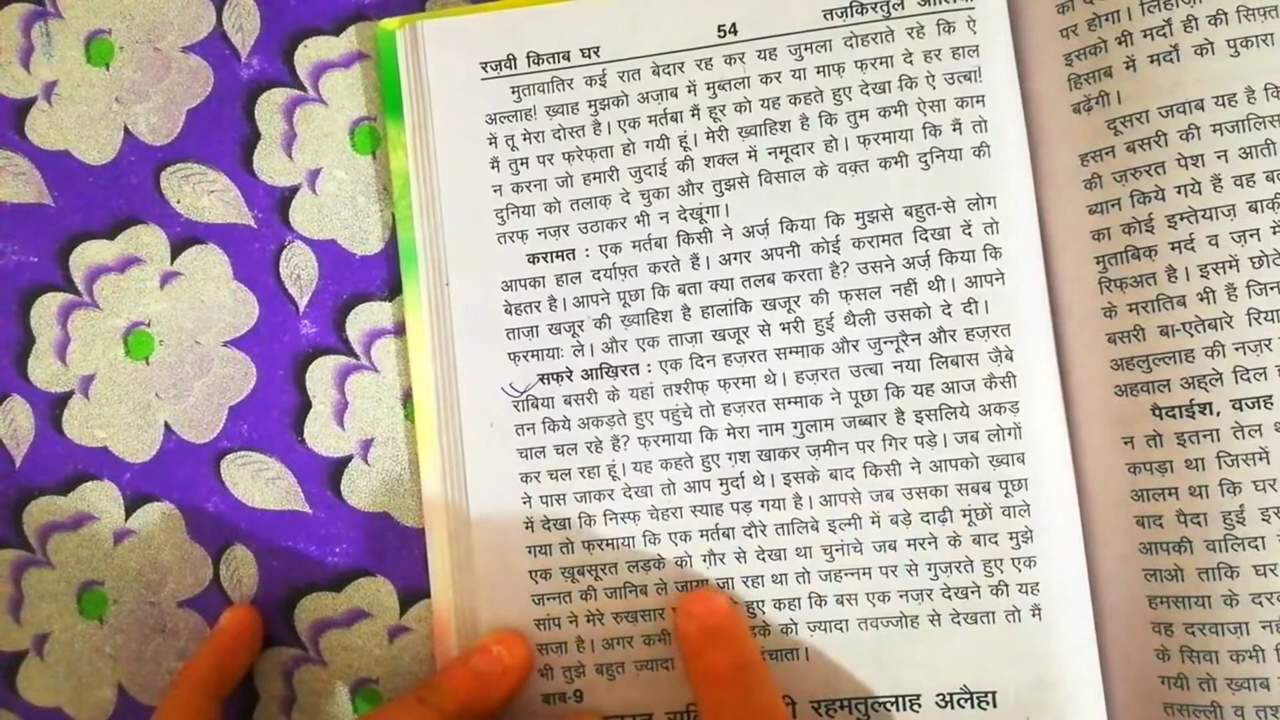 रज़वी किताब घर
54
तज़किरतुल
मुतावातिर कई रात बेदार रह कर यह जुमला दोहराते रहे कि ऐ
अल्लाह! ख़्वाह मुझको अज़ाब में मुब्तला कर या माफ़ फ़रमा दे हर हाल
में तू मेरा दोस्त है। एक मर्तबा मैं हूर को यह कहते हुए देखा कि ऐ उत्बा!
मैं तुम पर फ़रेफ़्ता हो गयी हूं। मेरी ख़्वाहिश है कि तुम कभी ऐसा काम
न करना जो हमारी जुदाई की शक्ल में नमूदार हो। फ़रमाया कि मैं तो
दुनिया को तलाक़ दे चुका और तुझसे विसाल के वक़्त कभी दुनिया की
तरफ़ नज़र उठाकर भी न देखूंगा।
करामत : एक मर्तबा किसी ने अर्ज़ किया कि मुझसे बहुत-से लोग
आपका हाल दर्याफ़्त करते हैं। अगर अपनी कोई करामत दिखा दें तो
बेहतर है। आपने पूछा कि बता क्या तलब करता है? उसने अर्ज़ किया कि
ताज़ा खजूर की ख़्वाहिश है हालांकि खजूर की फ़सल नहीं थी। आपने
फ़रमायाः ले। और एक ताज़ा खजूर से भरी हुई थैली उसको दे दी।
सफ़रे आख़िरत : एक दिन हज़रत सम्माक और जुन्नूरैन और हज़रत
राबिया बसरी के यहां तशरीफ़ फ़रमा थे। हज़रत उत्बा नया लिबास ज़ैबे
तन किये अकड़ते हुए पहुंचे तो हज़रत सम्माक ने पूछा कि यह आज कैसी
चाल चल रहे हैं? फ़रमाया कि मेरा नाम गुलाम जब्बार है इसलिये अकड़
कर चल रहा हूं। यह कहते हुए ग़श खाकर ज़मीन पर गिर पड़े। जब लोगों
ने पास जाकर देखा तो आप मुर्दा थे। इसके बाद किसी ने आपको ख़्वाब
में देखा कि निस्फ़ चेहरा स्याह पड़ गया है। आपसे जब उसका सबब पूछा
गया तो फ़रमाया कि एक मर्तबा दौरे तालिबे इल्मी में बड़े दाढ़ी मूंछों वाले
एक ख़ूबसूरत लड़के को ग़ौर से देखा था चुनांचे जब मरने के बाद मुझे
जन्नत की जानिब ले जाया जा रहा था तो जहन्नम पर से गुज़रते हुए एक
सांप ने मेरे रुख़सार हुए कहा कि बस एक नज़र देखने की यह
सज़ा है। अगर कभी को ज़्यादा तवज्जोह से देखता तो मैं
भी तुझे बहुत ज़्यादा
बाब-9
रहमतुल्लाह अलैहा
पर होगा।
इसको भी मर्दों ही की सिफ़त
हिसाब में मर्दों को पुकारा
बढ़ेंगी।
दूसरा जवाब यह है कि
हसन बसरी की मजालिस
की ज़रुरत पेश न आती
ब्यान किये गये हैं वह
का कोई इम्तेयाज़
मुताबिक़ मर्द व ज़न में
रिफ़अत है। इसमें
के मरातिब भी हैं
बसरी बा-एतेबारे
अहलुल्लाह की नज़र
अहवाल अहले दिल
पैदाईश, वजह
न तो इतना तेल
कपड़ा था जिसमें
आलम था कि घर
बाद पैदा हुईं
आपकी वालिदा
लाओ ताकि घर
हमसाया के
वह दरवाज़ा
के सिवा कभी
गयी तो ख़्वाब
तसल्ली व